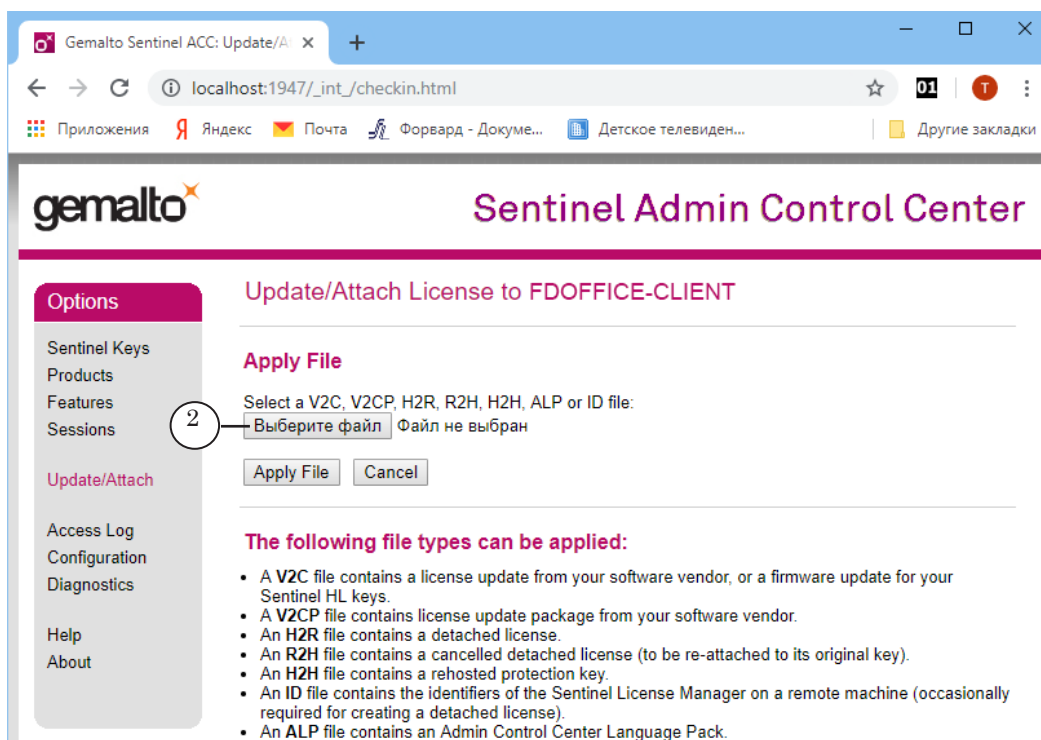 Gemalto Sentinel ACC: Update/A
localhost:1947/_int_/checkin.html
01
T
Приложения Яндекс Почта Форвард - Докуме... Детское телевиден... Другие закладки
gemalto
Sentinel Admin Control Center
Options
Sentinel Keys
Products
Features
Sessions
Update/Attach
Access Log
Configuration
Diagnostics
Help
About
Update/Attach License to FDOFFICE-CLIENT
Apply File
Select a V2C, V2CP, H2R, R2H, H2H, ALP or ID file:
2
Выберите файл Файл не выбран
Apply File Cancel
The following file types can be applied:
• A V2C file contains a license update from your software vendor, or a firmware update for your
Sentinel HL keys.
• A V2CP file contains license update package from your software vendor.
• An H2R file contains a detached license.
• An R2H file contains a cancelled detached license (to be re-attached to its original key).
• An H2H file contains a rehosted protection key.
• An ID file contains the identifiers of the Sentinel License Manager on a remote machine (occasionally
required for creating a detached license).
• An ALP file contains an Admin Control Center Language Pack.